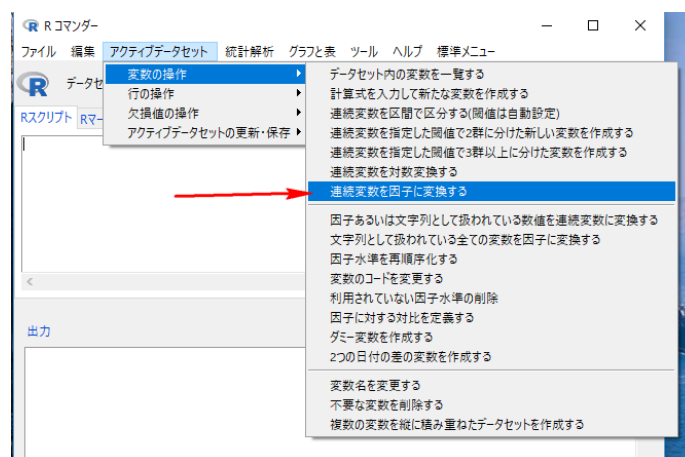 R コマンダー
ファイル 編集 アクティブデータセット 統計解析 グラフと表 ツール ヘルプ 標準メニュー
データセ
変数の操作
行の操作
欠損値の操作
アクティブデータセットの更新・保存
Rスクリプト Rマー
データセット内の変数を一覧する
計算式を入力して新たな変数を作成する
連続変数を区間で区分する(閾値は自動設定)
連続変数を指定した閾値で2群に分けた新しい変数を作成する
連続変数を指定した閾値で3群以上に分けた変数を作成する
連続変数を対数変換する
連続変数を因子に変換する
因子あるいは文字列として扱われている数値を連続変数に変換する
文字列として扱われている全ての変数を因子に変換する
因子水準を再順序化する
変数のコードを変更する
利用されていない因子水準の削除
因子に対する対比を定義する
ダミー変数を作成する
2つの日付の差の変数を作成する
変数名を変更する
不要な変数を削除する
複数の変数を縦に積み重ねたデータセットを作成する
出力